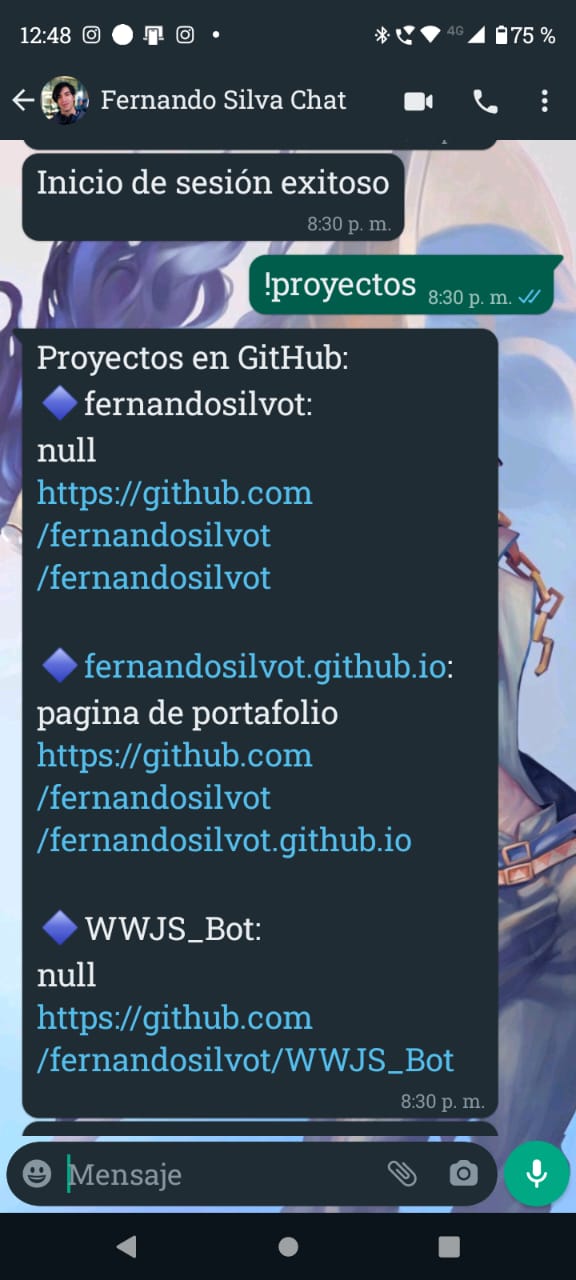 12:48 4G 75 %
Fernando Silva Chat
Inicio de sesión exitoso
8:30 p. m.
!proyectos 8:30 p. m.
Proyectos en GitHub:
🔷 fernandosilvot:
null
https://github.com
/fernandosilvot
/fernandosilvot
🔷 fernandosilvot.github.io:
pagina de portafolio
https://github.com
/fernandosilvot
/fernandosilvot.github.io
🔷 WWJS_Bot:
null
https://github.com
/fernandosilvot/WWJS_Bot
8:30 p. m.
Mensaje